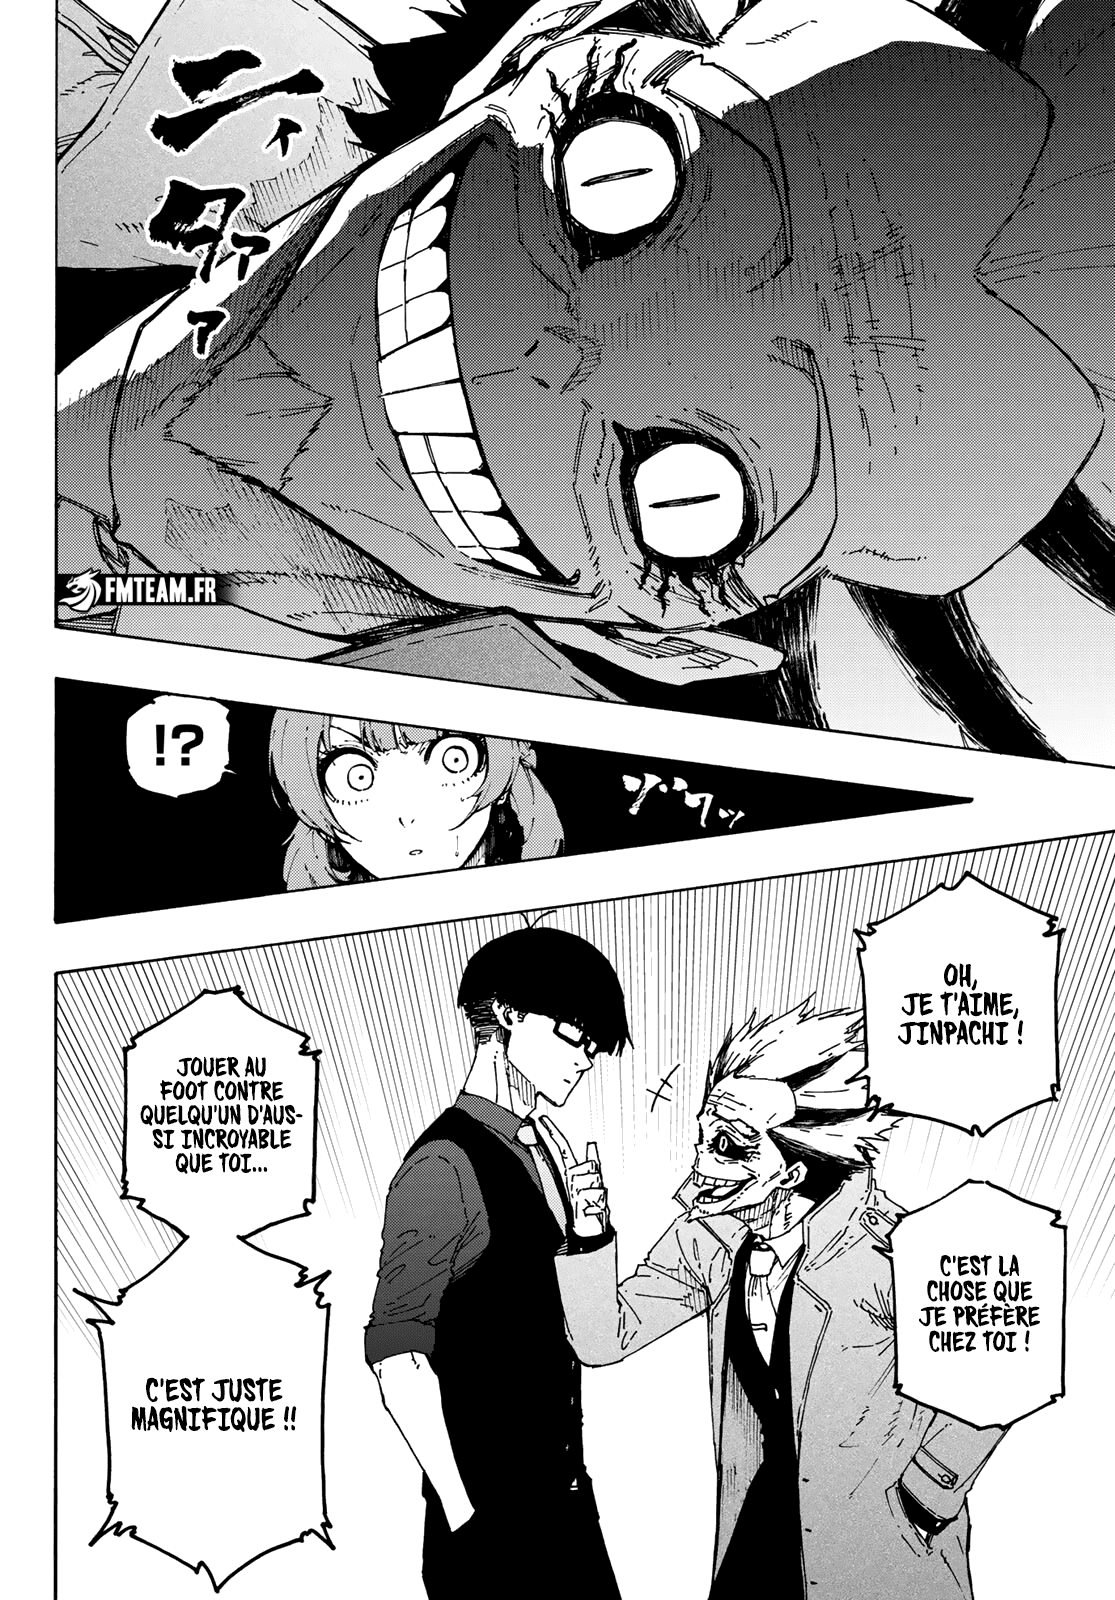 ニィ
タァァ
FMTEAM.FR
!?
ゾワッ
OH,
JE T'AIME,
JINPACHI !
C'EST LA
CHOSE QUE
JE PRÉFÈRE
CHEZ TOI !
JOUER AU
FOOT CONTRE
QUELQU'UN D'AUS-
SI INCROYABLE
QUE TOI...
C'EST JUSTE
MAGNIFIQUE !!